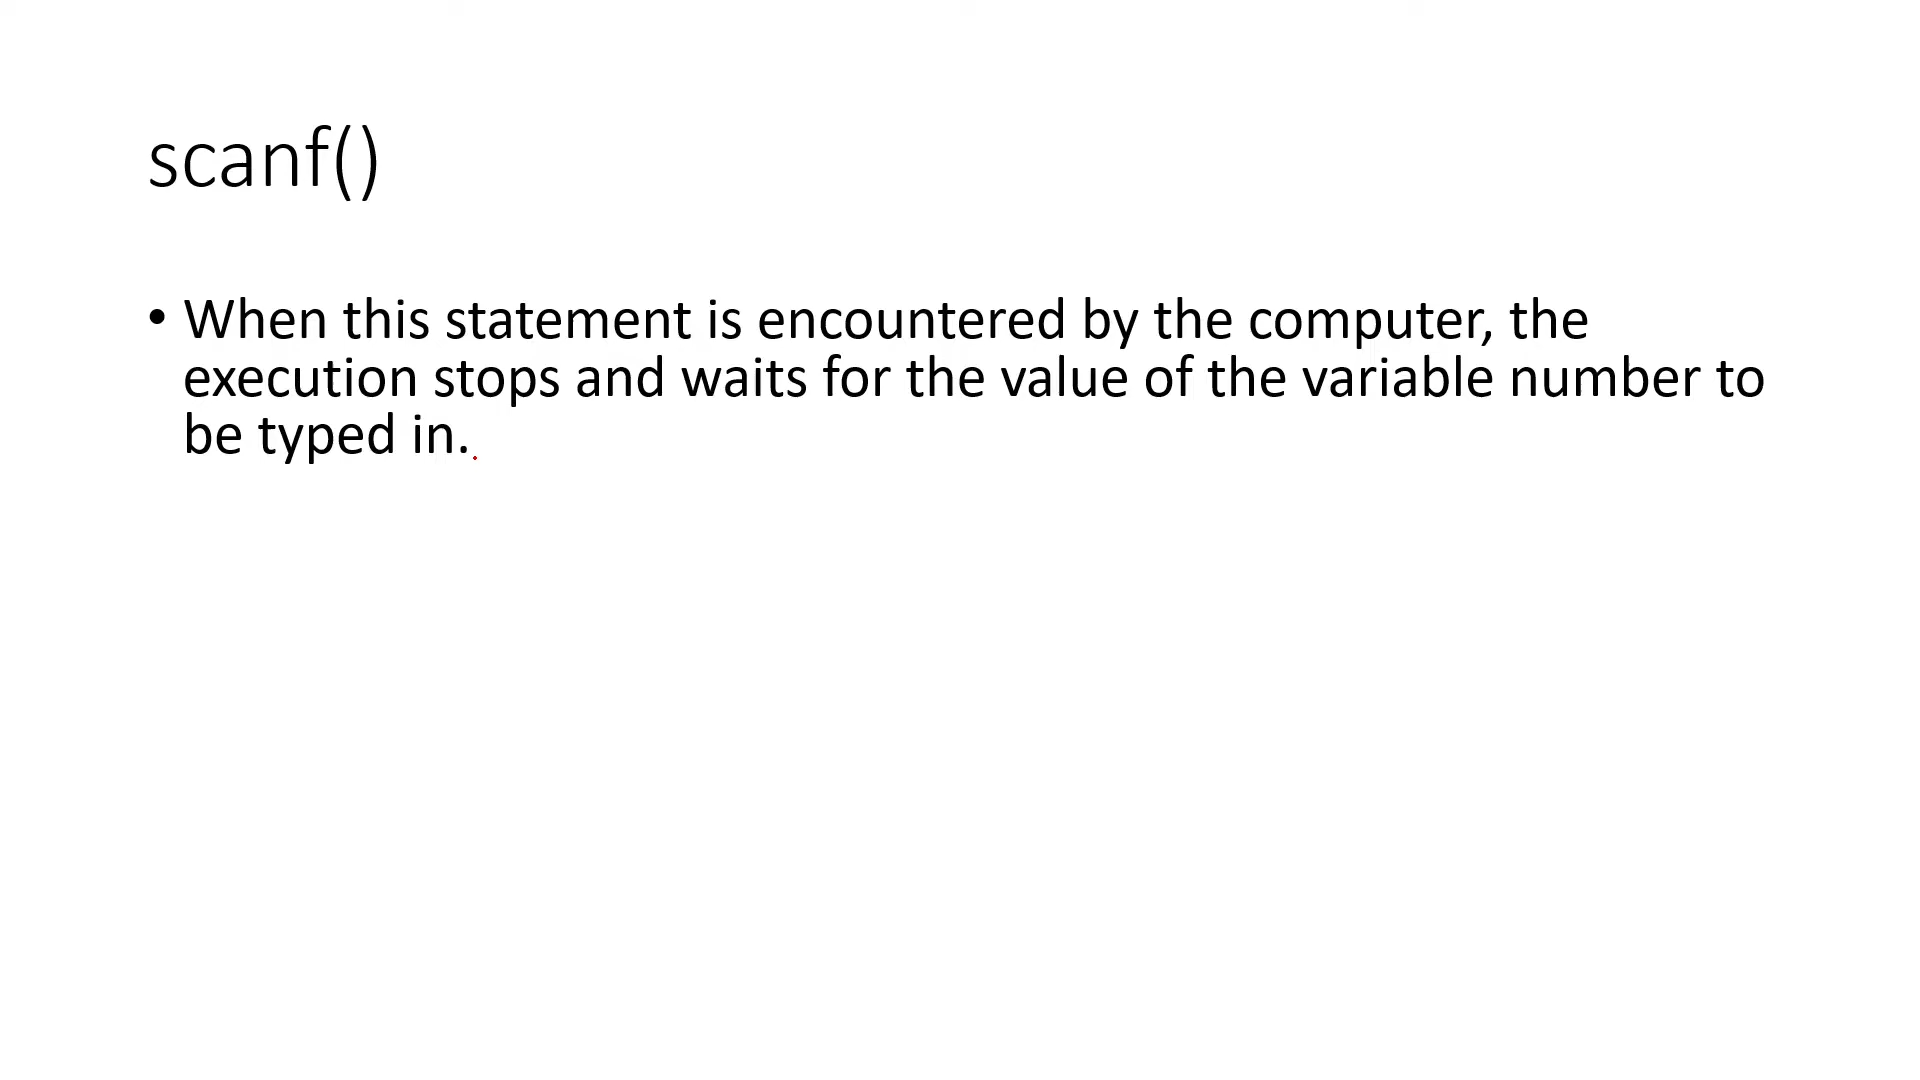 scanf()
• When this statement is encountered by the computer, the
execution stops and waits for the value of the variable number to
be typed in.